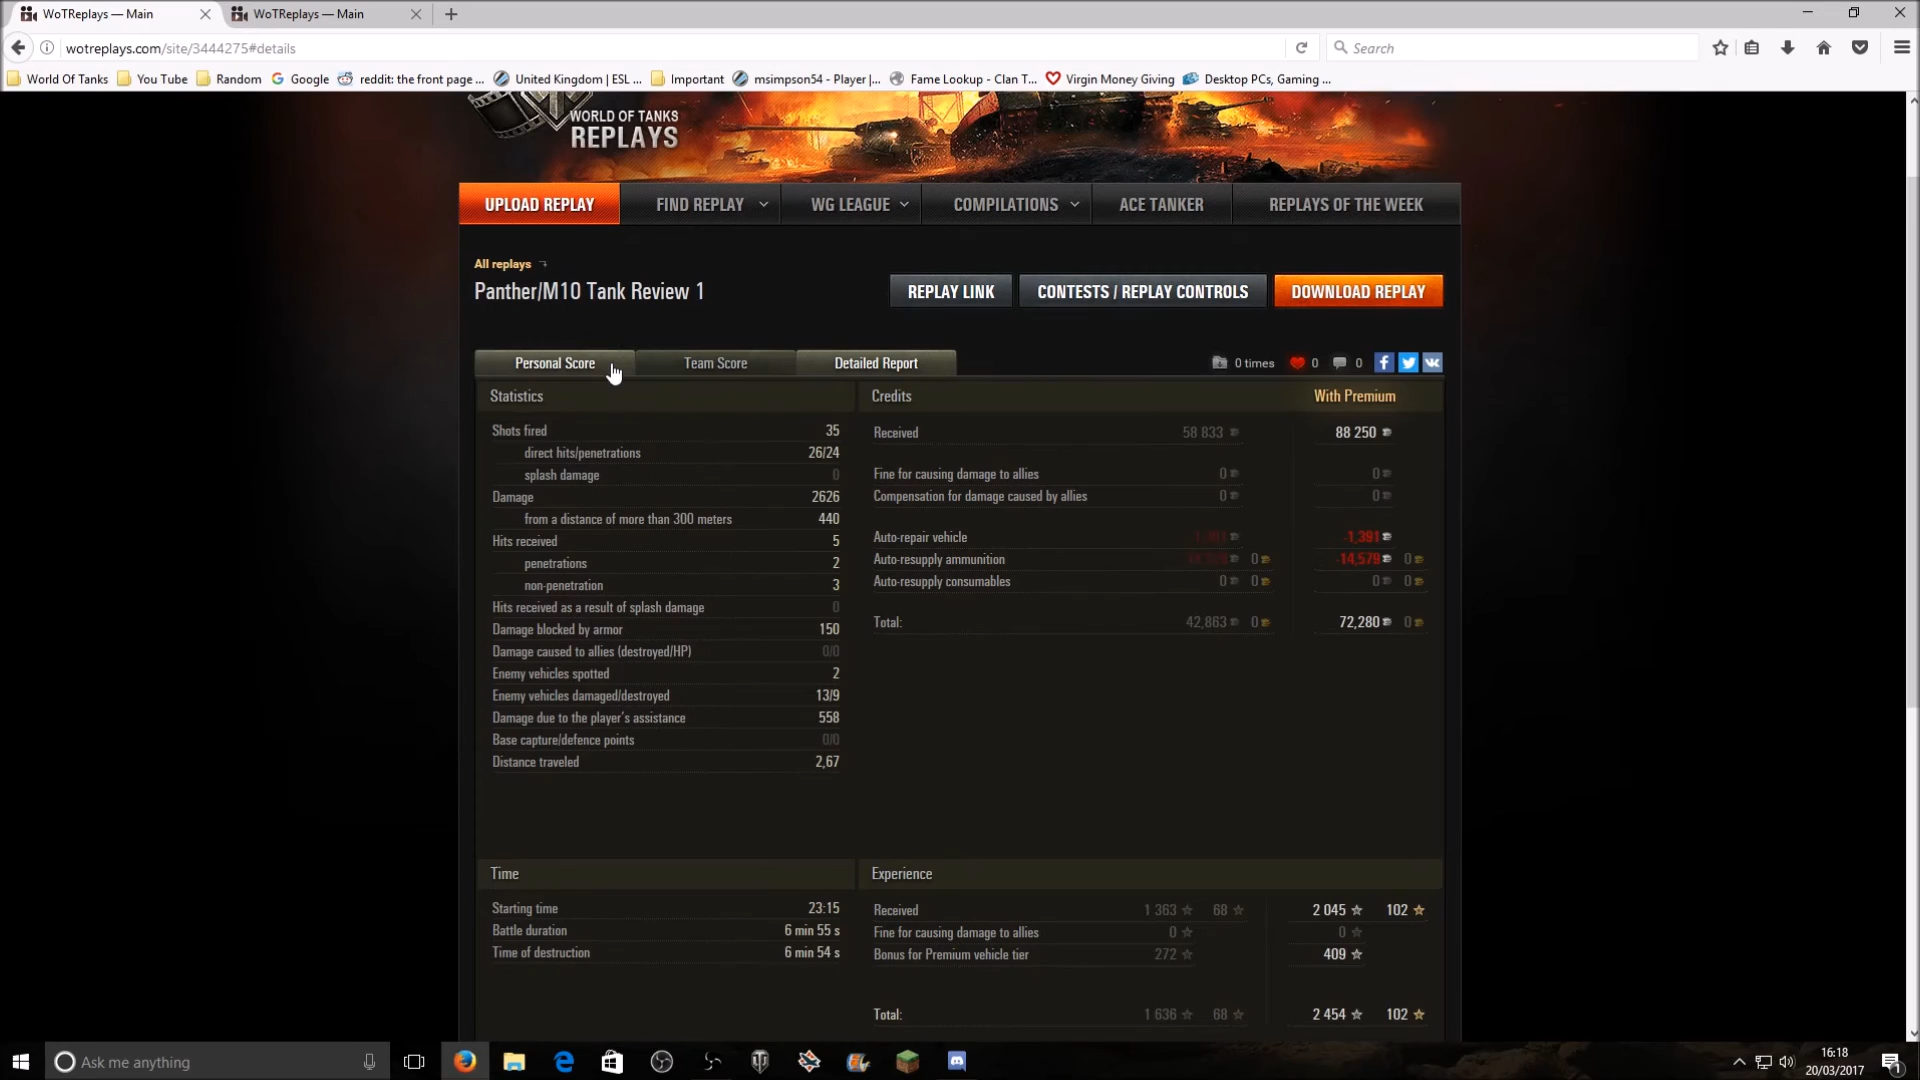 WoTReplays — Main
WoTReplays — Main
wotreplays.com/site/3444275#details
Search
World Of Tanks
You Tube
Random
Google
reddit: the front page ...
United Kingdom | ESL ...
Important
msimpson54 - Player |...
Fame Lookup - Clan T...
Virgin Money Giving
Desktop PCs, Gaming ...
WORLD OF TANKS
REPLAYS
UPLOAD REPLAY
FIND REPLAY
WG LEAGUE
COMPILATIONS
ACE TANKER
REPLAYS OF THE WEEK
All replays
Panther/M10 Tank Review 1
REPLAY LINK
CONTESTS / REPLAY CONTROLS
DOWNLOAD REPLAY
Personal Score
Team Score
Detailed Report
0 times
0
0
Statistics
Shots fired 35
direct hits/penetrations 26/24
splash damage 0
Damage 2626
from a distance of more than 300 meters 440
Hits received 5
penetrations 2
non-penetration 3
Hits received as a result of splash damage 0
Damage blocked by armor 150
Damage caused to allies (destroyed/HP) 0/0
Enemy vehicles spotted 2
Enemy vehicles damaged/destroyed 13/9
Damage due to the player's assistance 558
Base capture/defence points 0/0
Distance traveled 2,67
Credits With Premium
Received 58 833 88 250
Fine for causing damage to allies 0 0
Compensation for damage caused by allies 0 0
Auto-repair vehicle -1,391
Auto-resupply ammunition 0 -14,579 0
Auto-resupply consumables 0 0 0 0
Total: 42,863 0 72,280 0
Time
Starting time 23:15
Battle duration 6 min 55 s
Time of destruction 6 min 54 s
Experience
Received 1 363 68 2 045 102
Fine for causing damage to allies 0 0
Bonus for Premium vehicle tier 272 409
Total: 1 636 68 2 454 102
Ask me anything
16:18
20/03/2017
1